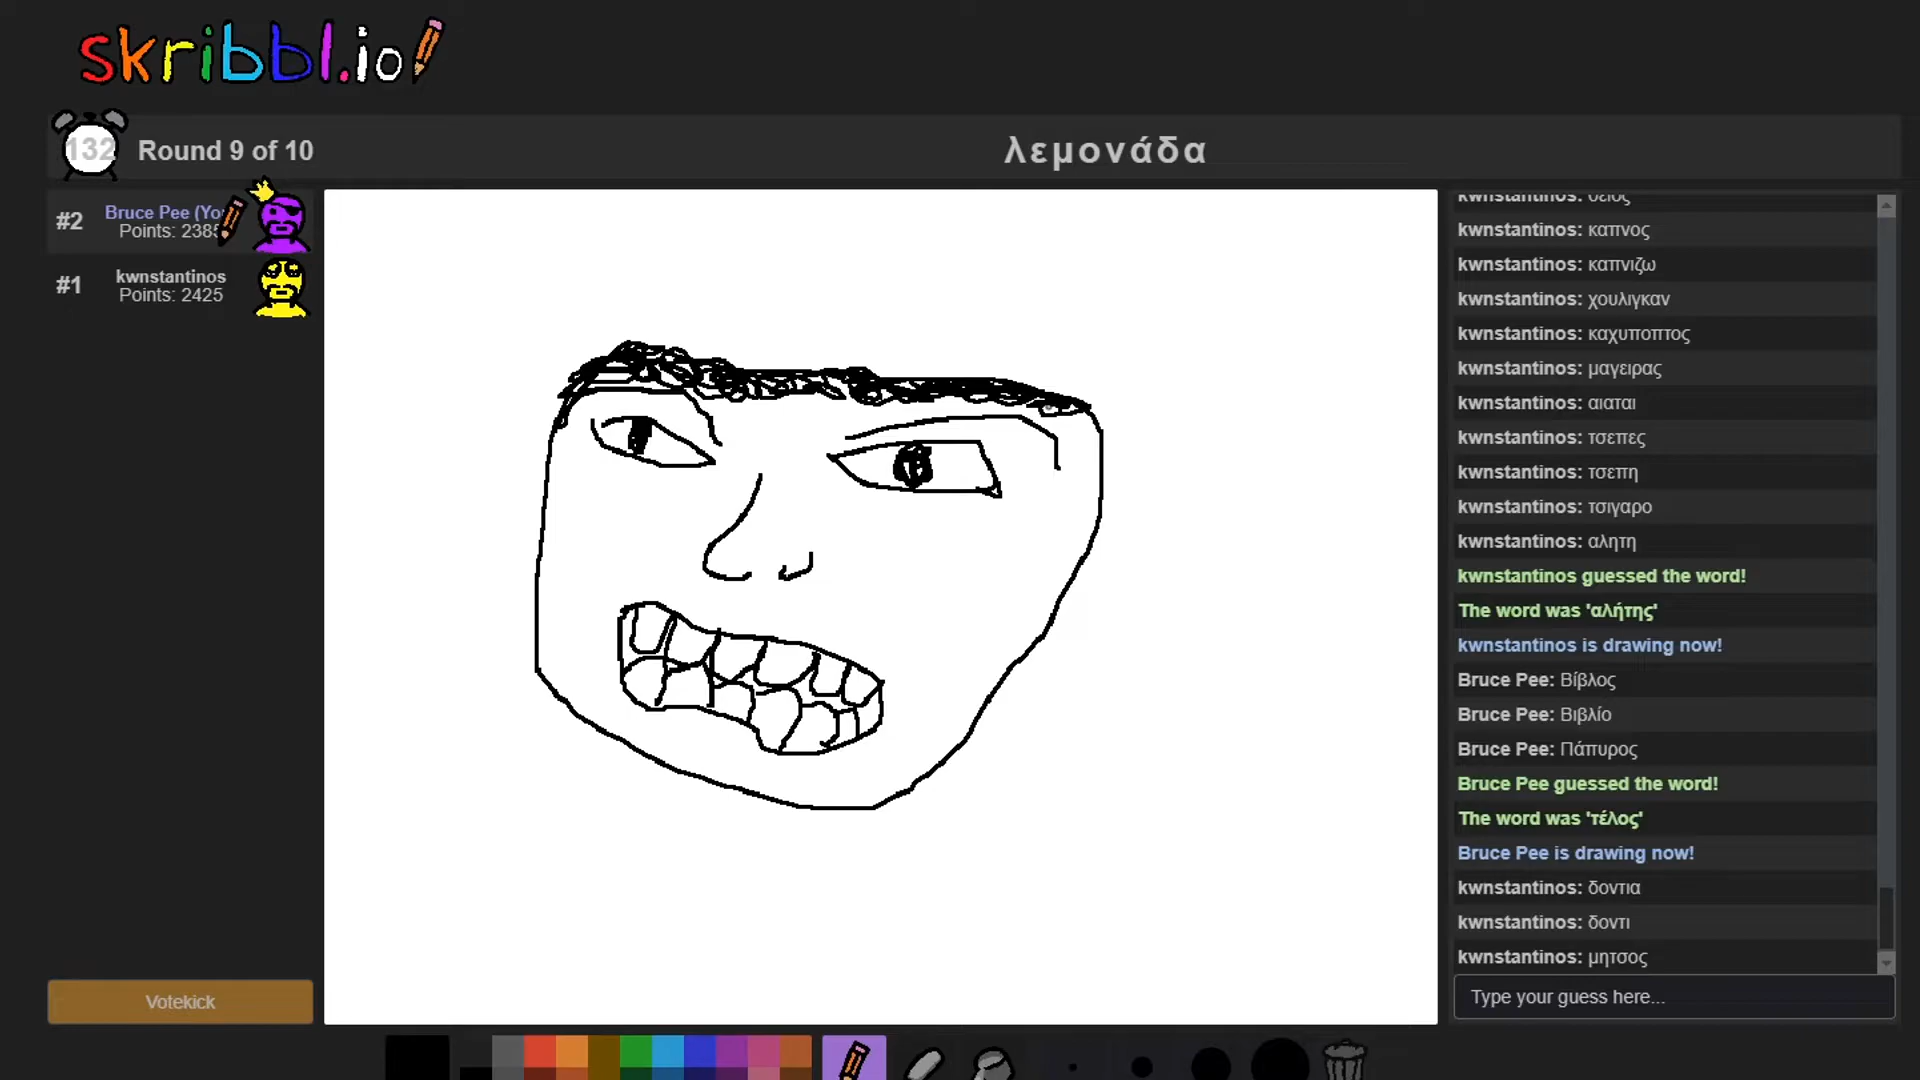 skribbl.io
132
Round 9 of 10
λεμονάδα
#2
Bruce Pee (You
Points: 2385
#1
kwnstantinos
Points: 2425
kwnstantinos: καπνος
kwnstantinos: καπνιζω
kwnstantinos: χουλιγκαν
kwnstantinos: καχυποπτος
kwnstantinos: μαγειρας
kwnstantinos: αιαται
kwnstantinos: τσεπες
kwnstantinos: τσεπη
kwnstantinos: τσιγαρο
kwnstantinos: αλητη
kwnstantinos guessed the word!
The word was 'αλήτης'
kwnstantinos is drawing now!
Bruce Pee: Βίβλος
Bruce Pee: Βιβλίο
Bruce Pee: Πάπυρος
Bruce Pee guessed the word!
The word was 'τέλος'
Bruce Pee is drawing now!
kwnstantinos: δοντια
kwnstantinos: δοντι
kwnstantinos: μητσος
Type your guess here...
Votekick